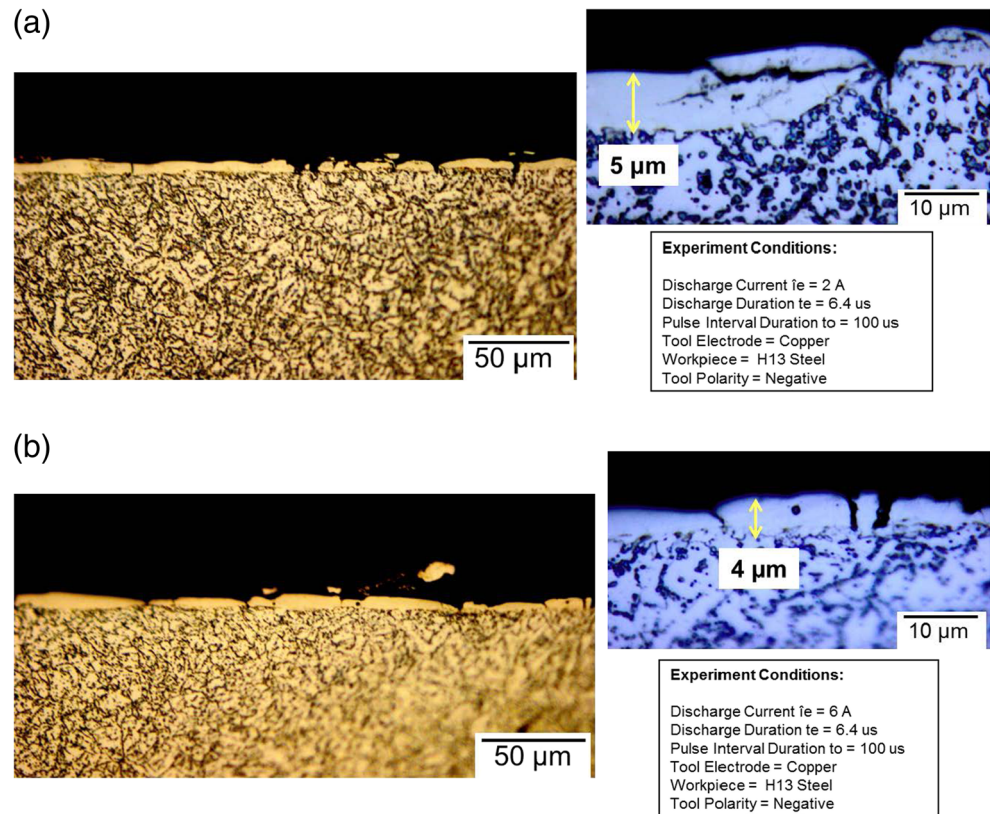 (a)
5 µm
10 µm
50 µm
Experiment Conditions:
Discharge Current îe = 2 A
Discharge Duration te = 6.4 us
Pulse Interval Duration to = 100 us
Tool Electrode = Copper
Workpiece = H13 Steel
Tool Polarity = Negative
(b)
4 µm
10 µm
50 µm
Experiment Conditions:
Discharge Current îe = 6 A
Discharge Duration te = 6.4 us
Pulse Interval Duration to = 100 us
Tool Electrode = Copper
Workpiece = H13 Steel
Tool Polarity = Negative